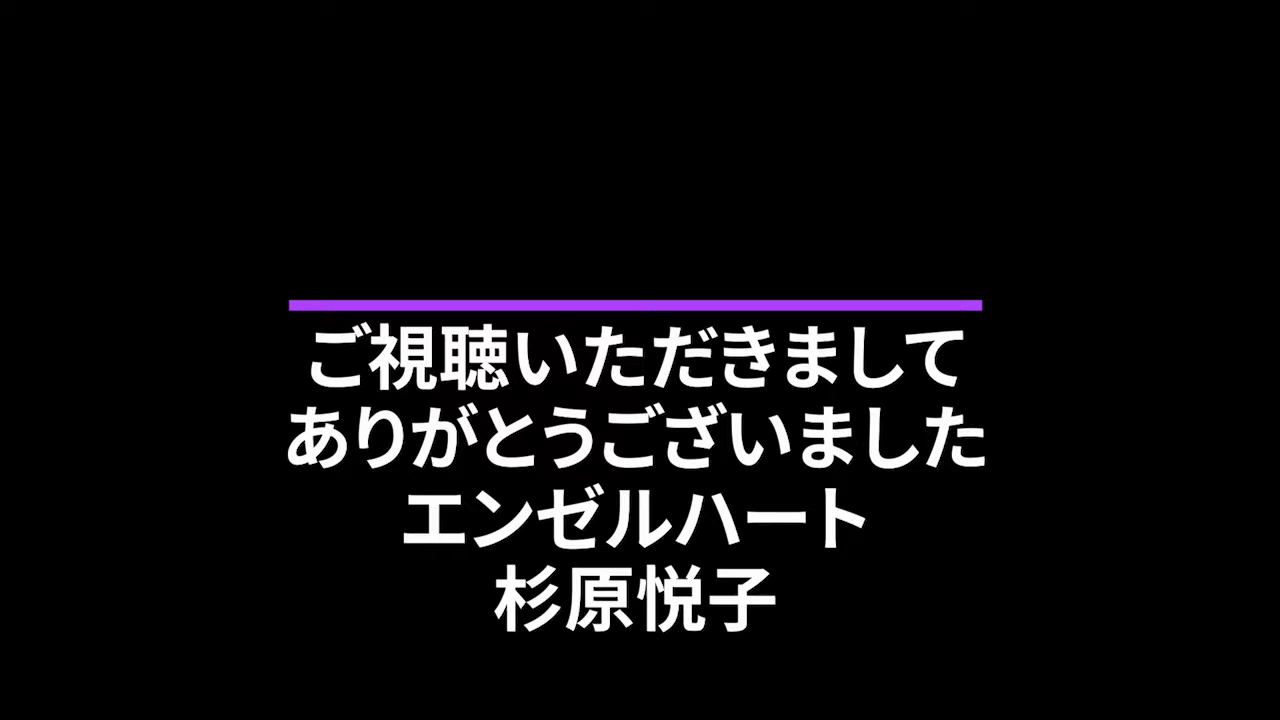 ご視聴いただきまして
ありがとうございました
エンゼルハート
杉原悦子